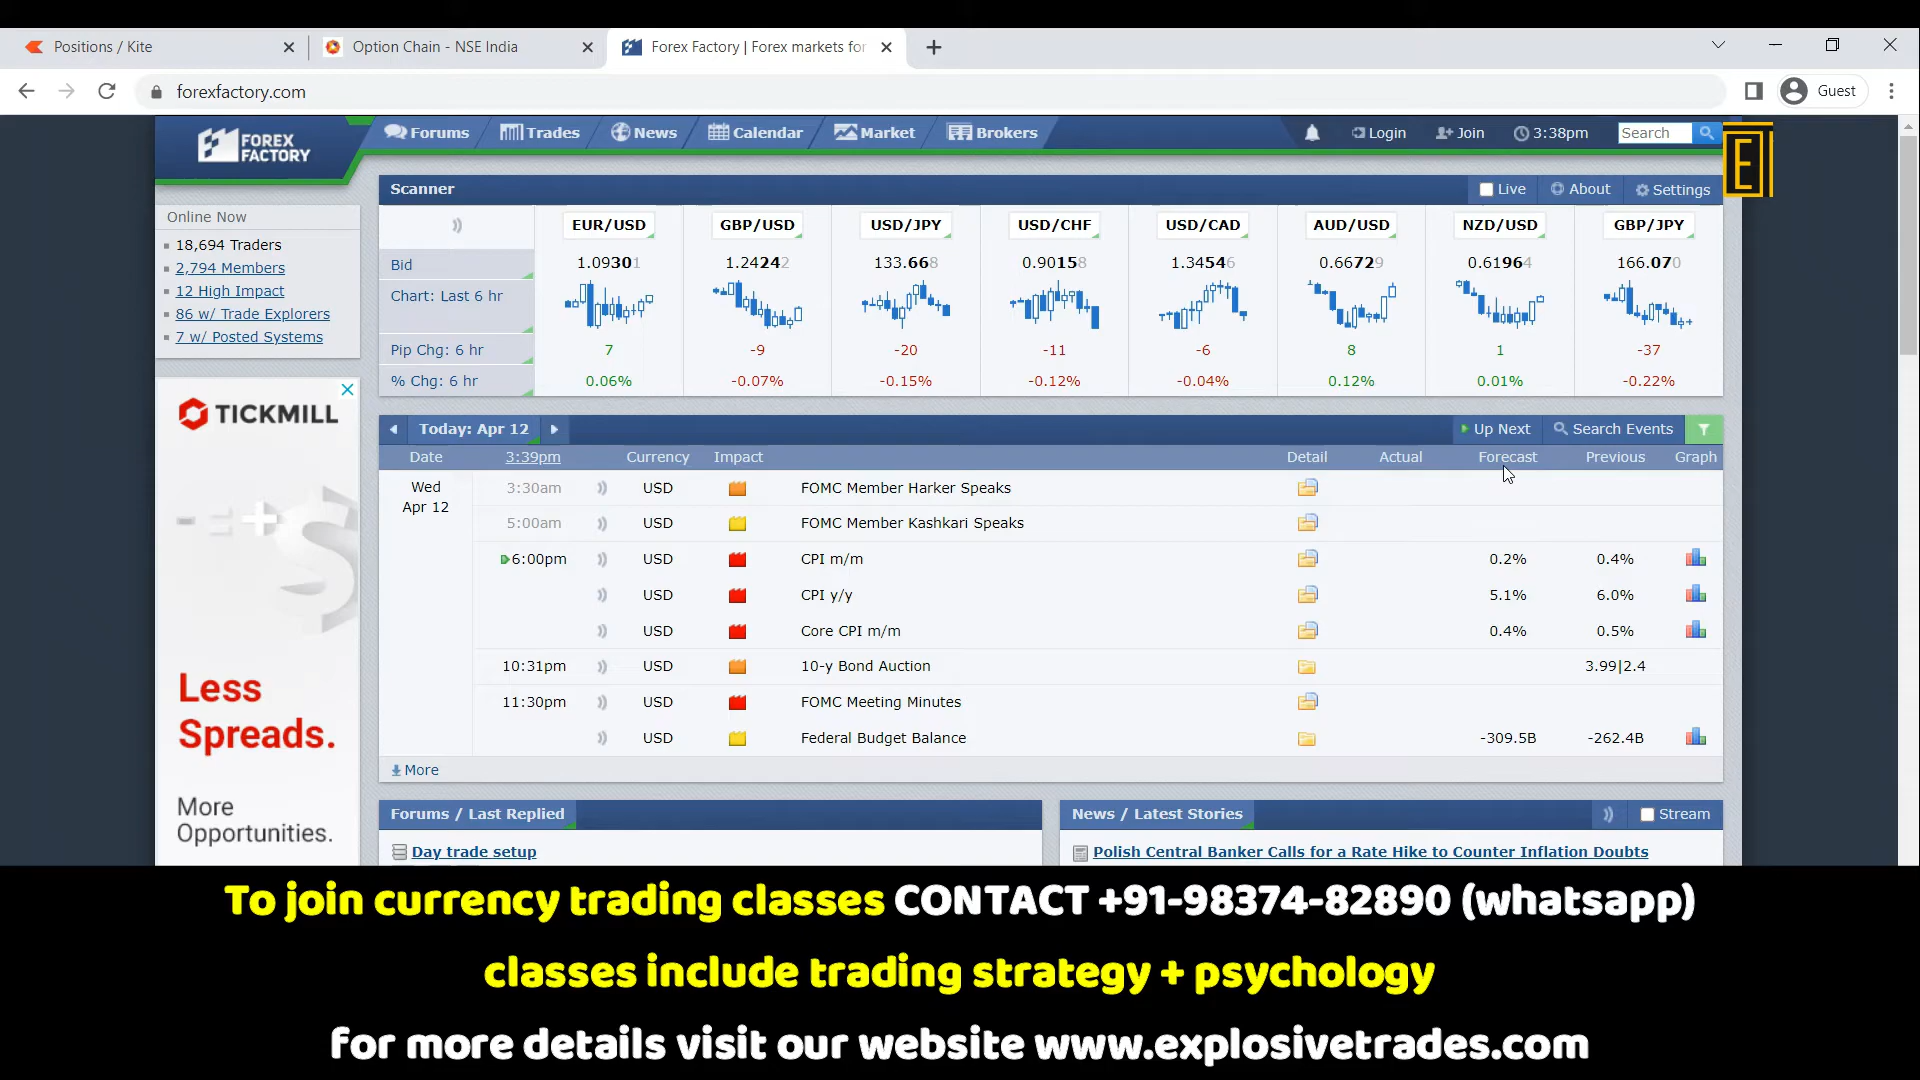 Positions / Kite
Option Chain - NSE India
Forex Factory | Forex markets for
forexfactory.com
Guest
FOREX FACTORY
Forums
Trades
News
Calendar
Market
Brokers
Login
Join
3:38pm
Search
E
Online Now
18,694 Traders
2,794 Members
12 High Impact
86 w/ Trade Explorers
7 w/ Posted Systems
TICKMILL
Less
Spreads.
More
Opportunities.
Scanner Live About Settings
EUR/USD GBP/USD USD/JPY USD/CHF USD/CAD AUD/USD NZD/USD GBP/JPY
Bid 1.09301 1.24242 133.668 0.90158 1.34546 0.66729 0.61964 166.070
Chart: Last 6 hr
Pip Chg: 6 hr 7 -9 -20 -11 -6 8 1 -37
% Chg: 6 hr 0.06% -0.07% -0.15% -0.12% -0.04% 0.12% 0.01% -0.22%
Today: Apr 12 Up Next Search Events
Date 3:39pm Currency Impact Detail Actual Forecast Previous Graph
Wed
Apr 12
3:30am USD FOMC Member Harker Speaks
5:00am USD FOMC Member Kashkari Speaks
6:00pm USD CPI m/m 0.2% 0.4%
USD CPI y/y 5.1% 6.0%
USD Core CPI m/m 0.4% 0.5%
10:31pm USD 10-y Bond Auction 3.99|2.4
11:30pm USD FOMC Meeting Minutes
USD Federal Budget Balance -309.5B -262.4B
More
Forums / Last Replied
Day trade setup
News / Latest Stories Stream
Polish Central Banker Calls for a Rate Hike to Counter Inflation Doubts
To join currency trading classes CONTACT +91-98374-82890 (whatsapp)
classes include trading strategy + psychology
for more details visit our website www.explosivetrades.com